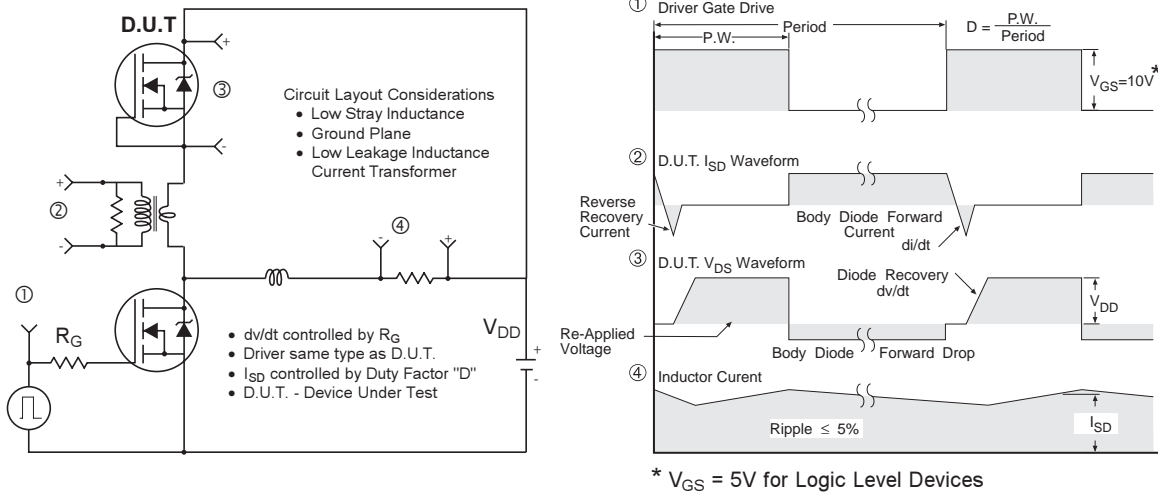 D.U.T
+
③
-
Circuit Layout Considerations
• Low Stray Inductance
• Ground Plane
• Low Leakage Inductance
Current Transformer
+
②
-
④
-
+
①
R_G
V_DD
+
-
• dv/dt controlled by R_G
• Driver same type as D.U.T.
• I_SD controlled by Duty Factor "D"
• D.U.T. - Device Under Test
① Driver Gate Drive
Period
P.W.
D = P.W.
Period
V_GS=10V*
② D.U.T. I_SD Waveform
Reverse
Recovery
Current
Body Diode Forward
Current
di/dt
③ D.U.T. V_DS Waveform
Diode Recovery
dv/dt
V_DD
Re-Applied
Voltage
Body Diode Forward Drop
④ Inductor Curent
Ripple ≤ 5%
I_SD
* V_GS = 5V for Logic Level Devices